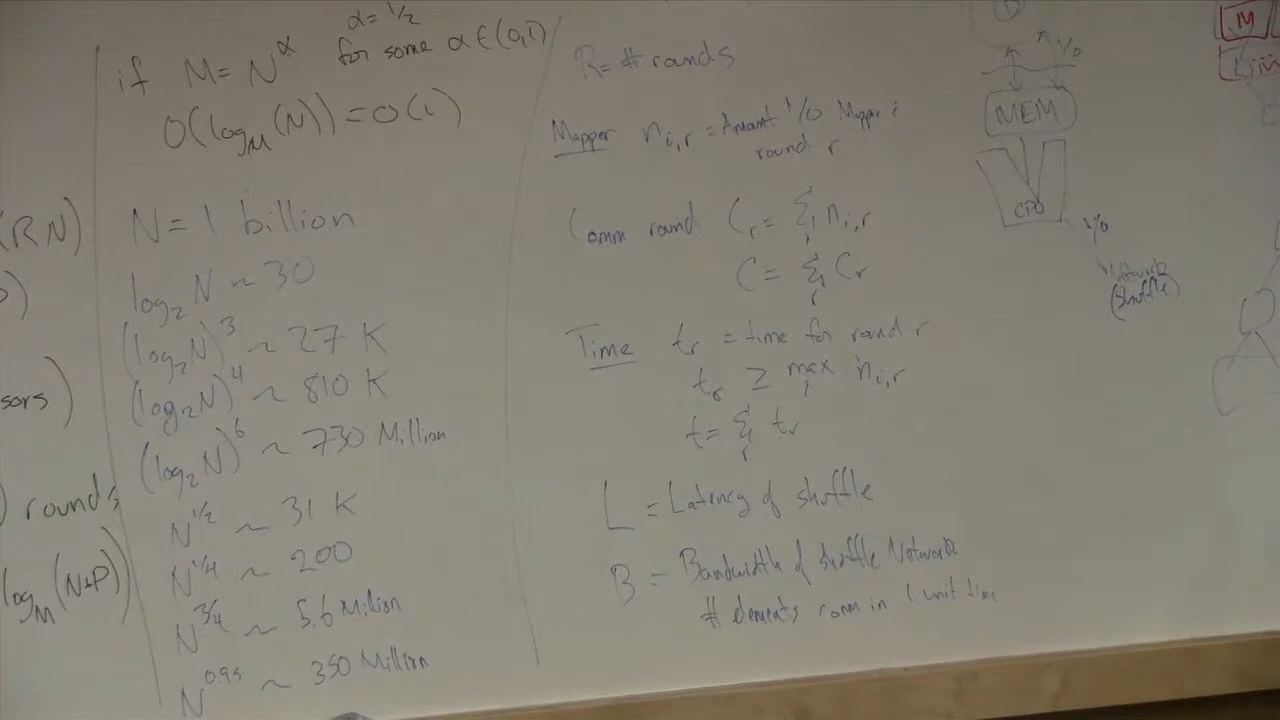 α = 1/2
if M = N^α for some α ∈ (0,1)
O(log_M(N)) = O(1)
(RN)
N = 1 billion
log₂ N ~ 30
(log₂N)³ ~ 27 K
(log₂N)⁴ ~ 810 K
sors)
(log₂N)⁶ ~ 730 Million
) rounds
N^1/2 ~ 31 K
N^1/4 ~ 200
log_M (N+P))
N^3/4 ~ 5.6 Million
N^0.95 ~ 350 Million
R = # rounds
Mapper n_i,r = Amount I/O Mapper i
round r
Comm round C_r = Σ_i n_i,r
C = Σ_r C_r
Time t_r = time for round r
t_r ≥ max_i n_i,r
t = Σ_r t_r
L = Latency of shuffle
B = Bandwidth of shuffle Network
# elements comm in 1 unit time
I/O
MEM
CPU
I/O
Network
(shuffle)
M